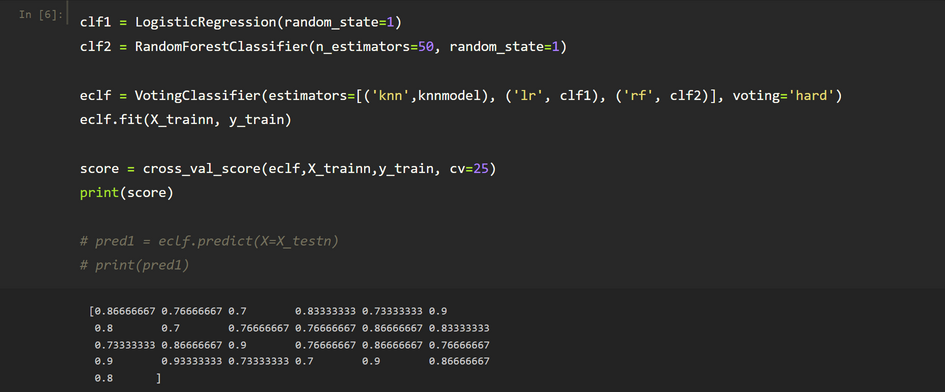 In [6]:
clf1 = LogisticRegression(random_state=1)
clf2 = RandomForestClassifier(n_estimators=50, random_state=1)
eclf = VotingClassifier(estimators=[('knn',knnmodel), ('lr', clf1), ('rf', clf2)], voting='hard')
eclf.fit(X_trainn, y_train)
score = cross_val_score(eclf,X_trainn,y_train, cv=25)
print(score)
# pred1 = eclf.predict(X=X_testn)
# print(pred1)
[0.86666667 0.76666667 0.7 0.83333333 0.73333333 0.9
0.8 0.7 0.76666667 0.76666667 0.86666667 0.83333333
0.73333333 0.86666667 0.9 0.76666667 0.86666667 0.76666667
0.9 0.93333333 0.73333333 0.7 0.9 0.86666667
0.8 ]